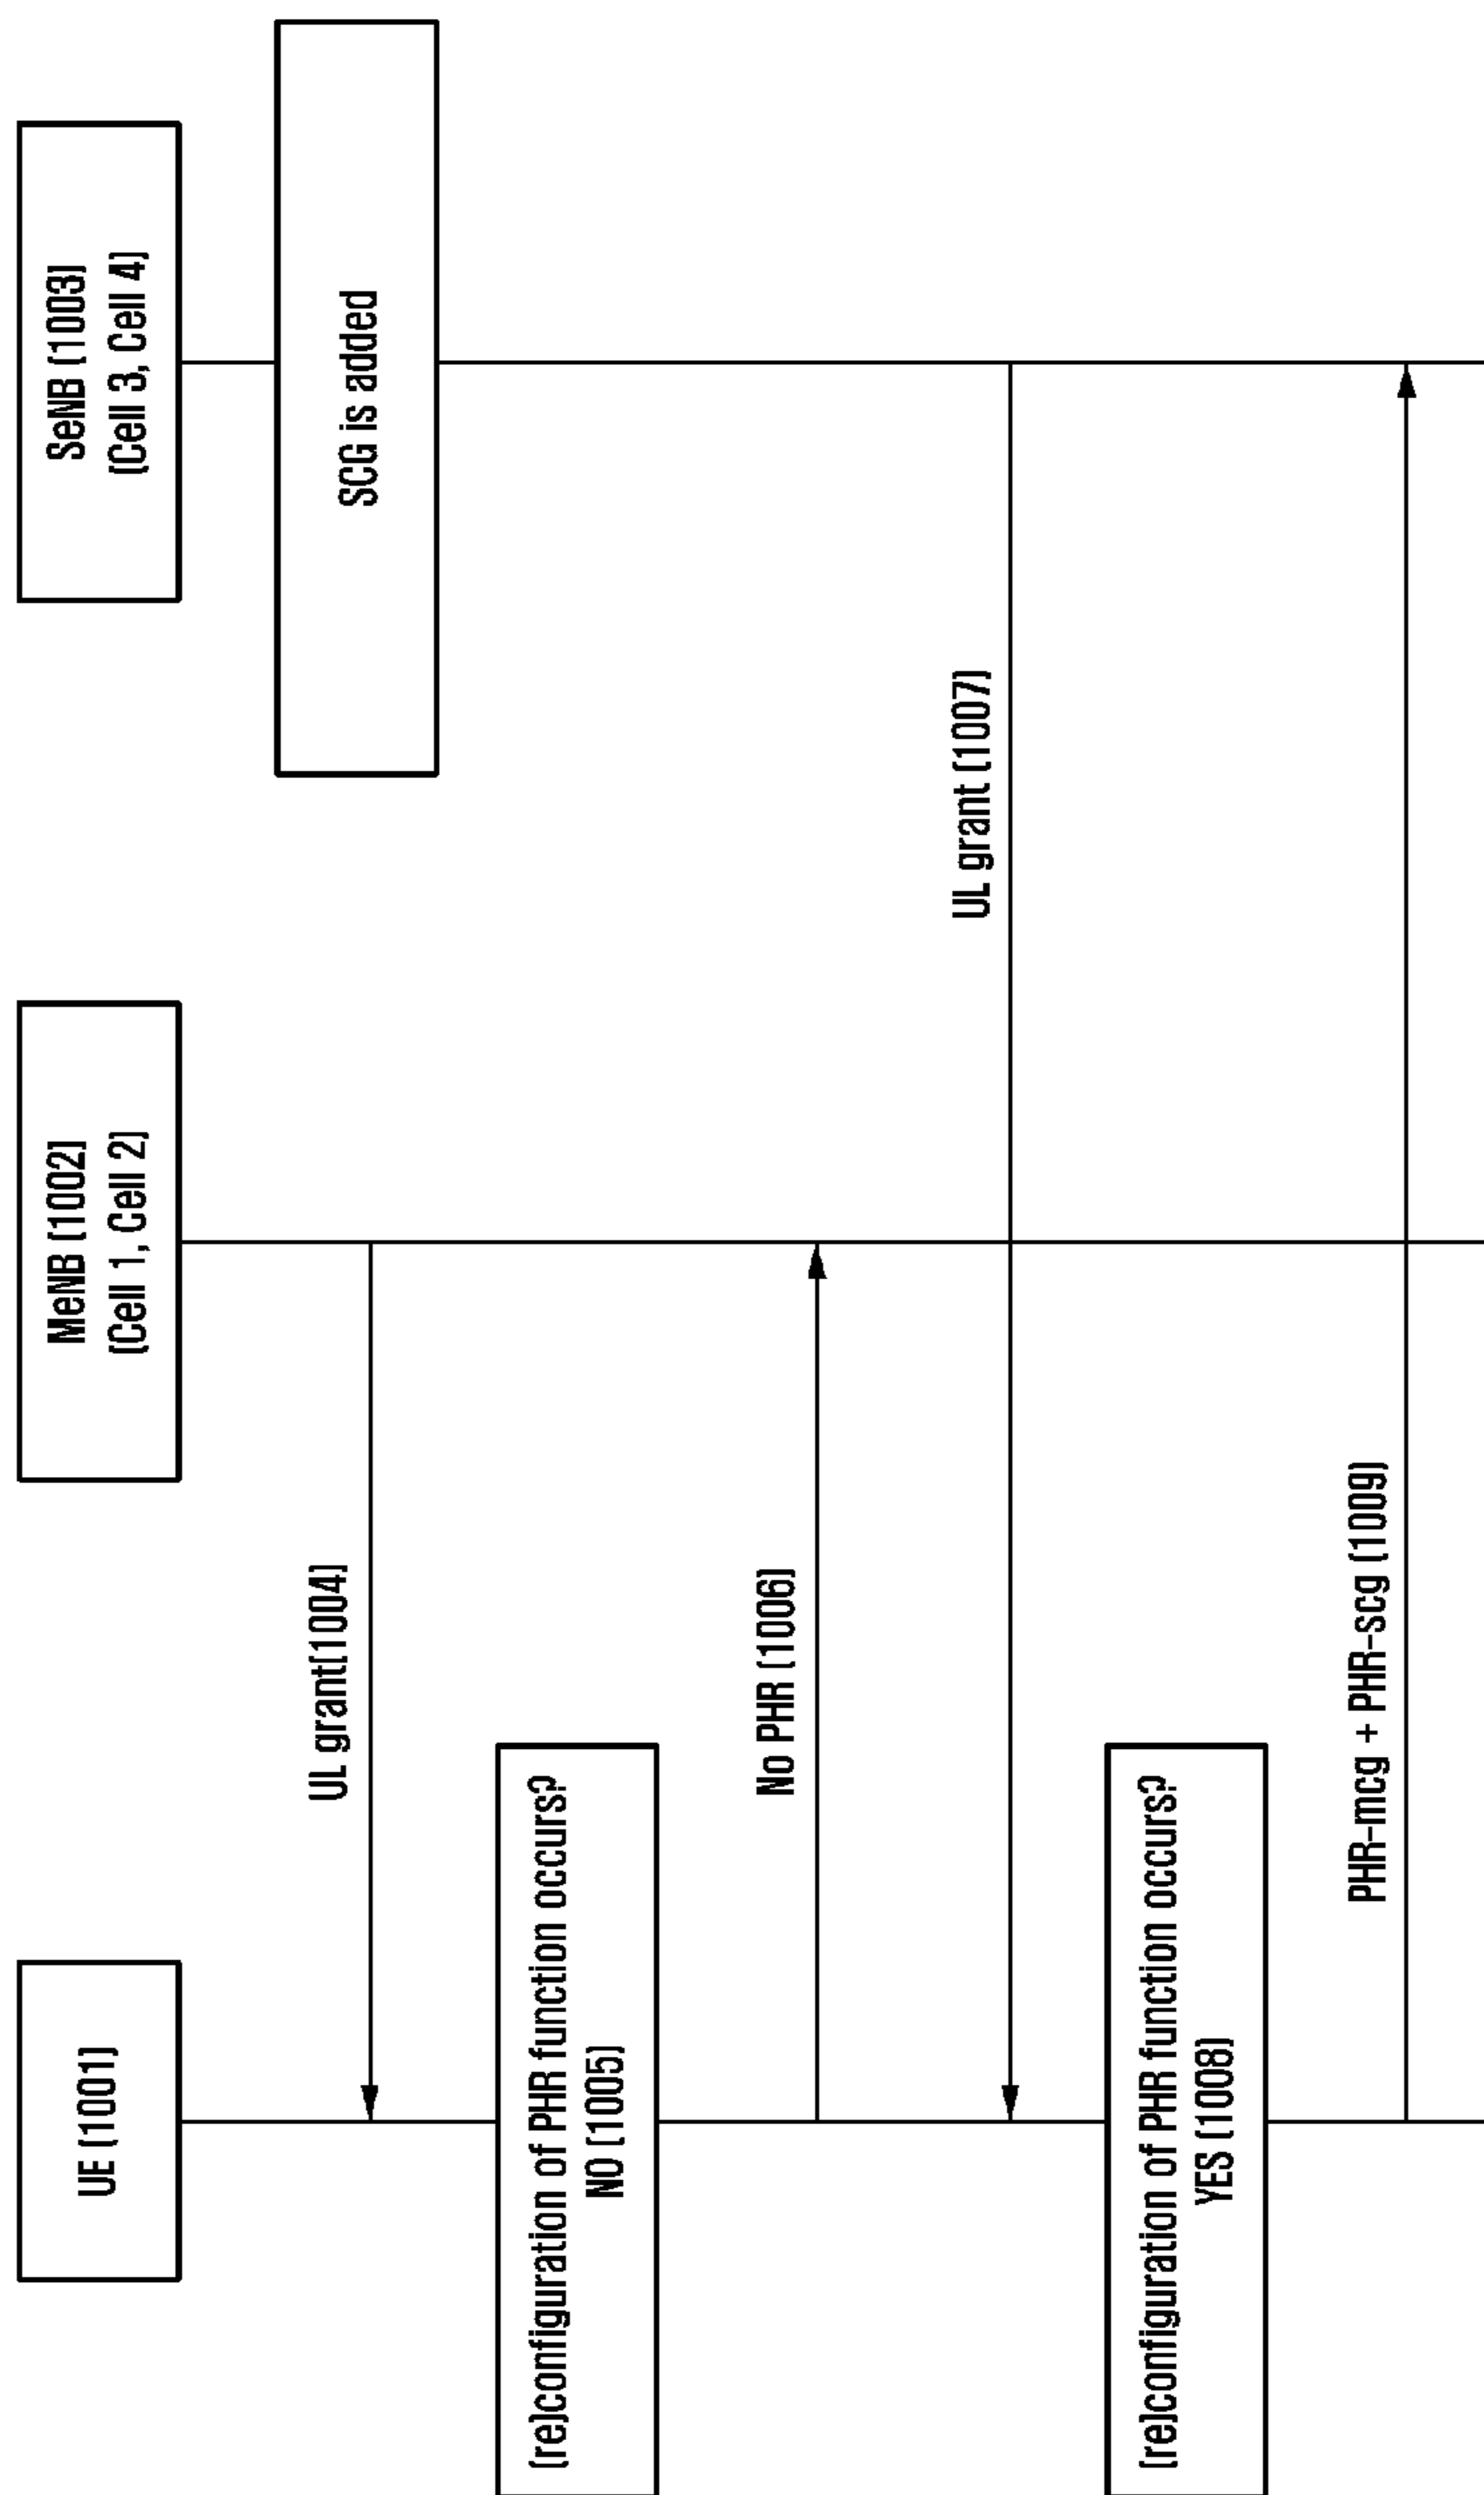 UE (1001)
MeNB (1002)
(Cell 1, Cell 2)
SeNB (1003)
(Cell 3, Cell 4)
SCG is added
UL grant(1004)
(re)configuration of PHR function occurs?
NO (1005)
No PHR (1006)
UL grant (1007)
(re)configuration of PHR function occurs?
YES (1008)
PHR-mcg + PHR-scg (1009)